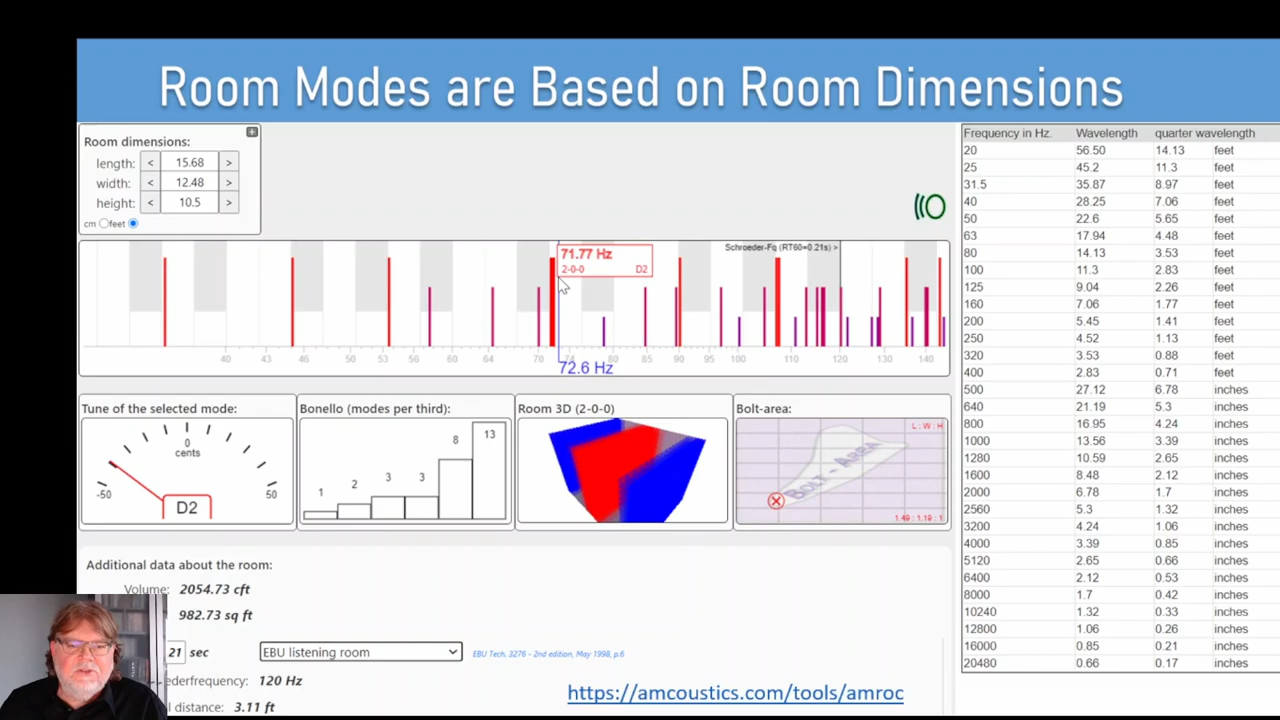 Room Modes are Based on Room Dimensions
Room dimensions:
length: < 15.68 >
width: < 12.48 >
height: < 10.5 >
cm feet
71.77 Hz
2-0-0 D2
Schroeder-Fq (RT60=0.21s) >
40 43 46 50 53 56 60 64 70 74 80 85 90 95 100 110 120 130 140
72.6 Hz
Tune of the selected mode:
0
cents
-50 50
D2
Bonello (modes per third):
1 2 3 3 8 13
Room 3D (2-0-0)
Bolt-area:
L : W : H
BOLT - AREA
1.49 : 1.19 : 1
Additional data about the room:
Volume: 2054.73 cft
982.73 sq ft
21 sec
EBU listening room
EBU Tech. 3276 - 2nd edition, May 1998, p.6
ederfrequency: 120 Hz
l distance: 3.11 ft
https://amcoustics.com/tools/amroc
Frequency in Hz. Wavelength quarter wavelength
20 56.50 14.13 feet
25 45.2 11.3 feet
31.5 35.87 8.97 feet
40 28.25 7.06 feet
50 22.6 5.65 feet
63 17.94 4.48 feet
80 14.13 3.53 feet
100 11.3 2.83 feet
125 9.04 2.26 feet
160 7.06 1.77 feet
200 5.45 1.41 feet
250 4.52 1.13 feet
320 3.53 0.88 feet
400 2.83 0.71 feet
500 27.12 6.78 inches
640 21.19 5.3 inches
800 16.95 4.24 inches
1000 13.56 3.39 inches
1280 10.59 2.65 inches
1600 8.48 2.12 inches
2000 6.78 1.7 inches
2560 5.3 1.32 inches
3200 4.24 1.06 inches
4000 3.39 0.85 inches
5120 2.65 0.66 inches
6400 2.12 0.53 inches
8000 1.7 0.42 inches
10240 1.32 0.33 inches
12800 1.06 0.26 inches
16000 0.85 0.21 inches
20480 0.66 0.17 inches